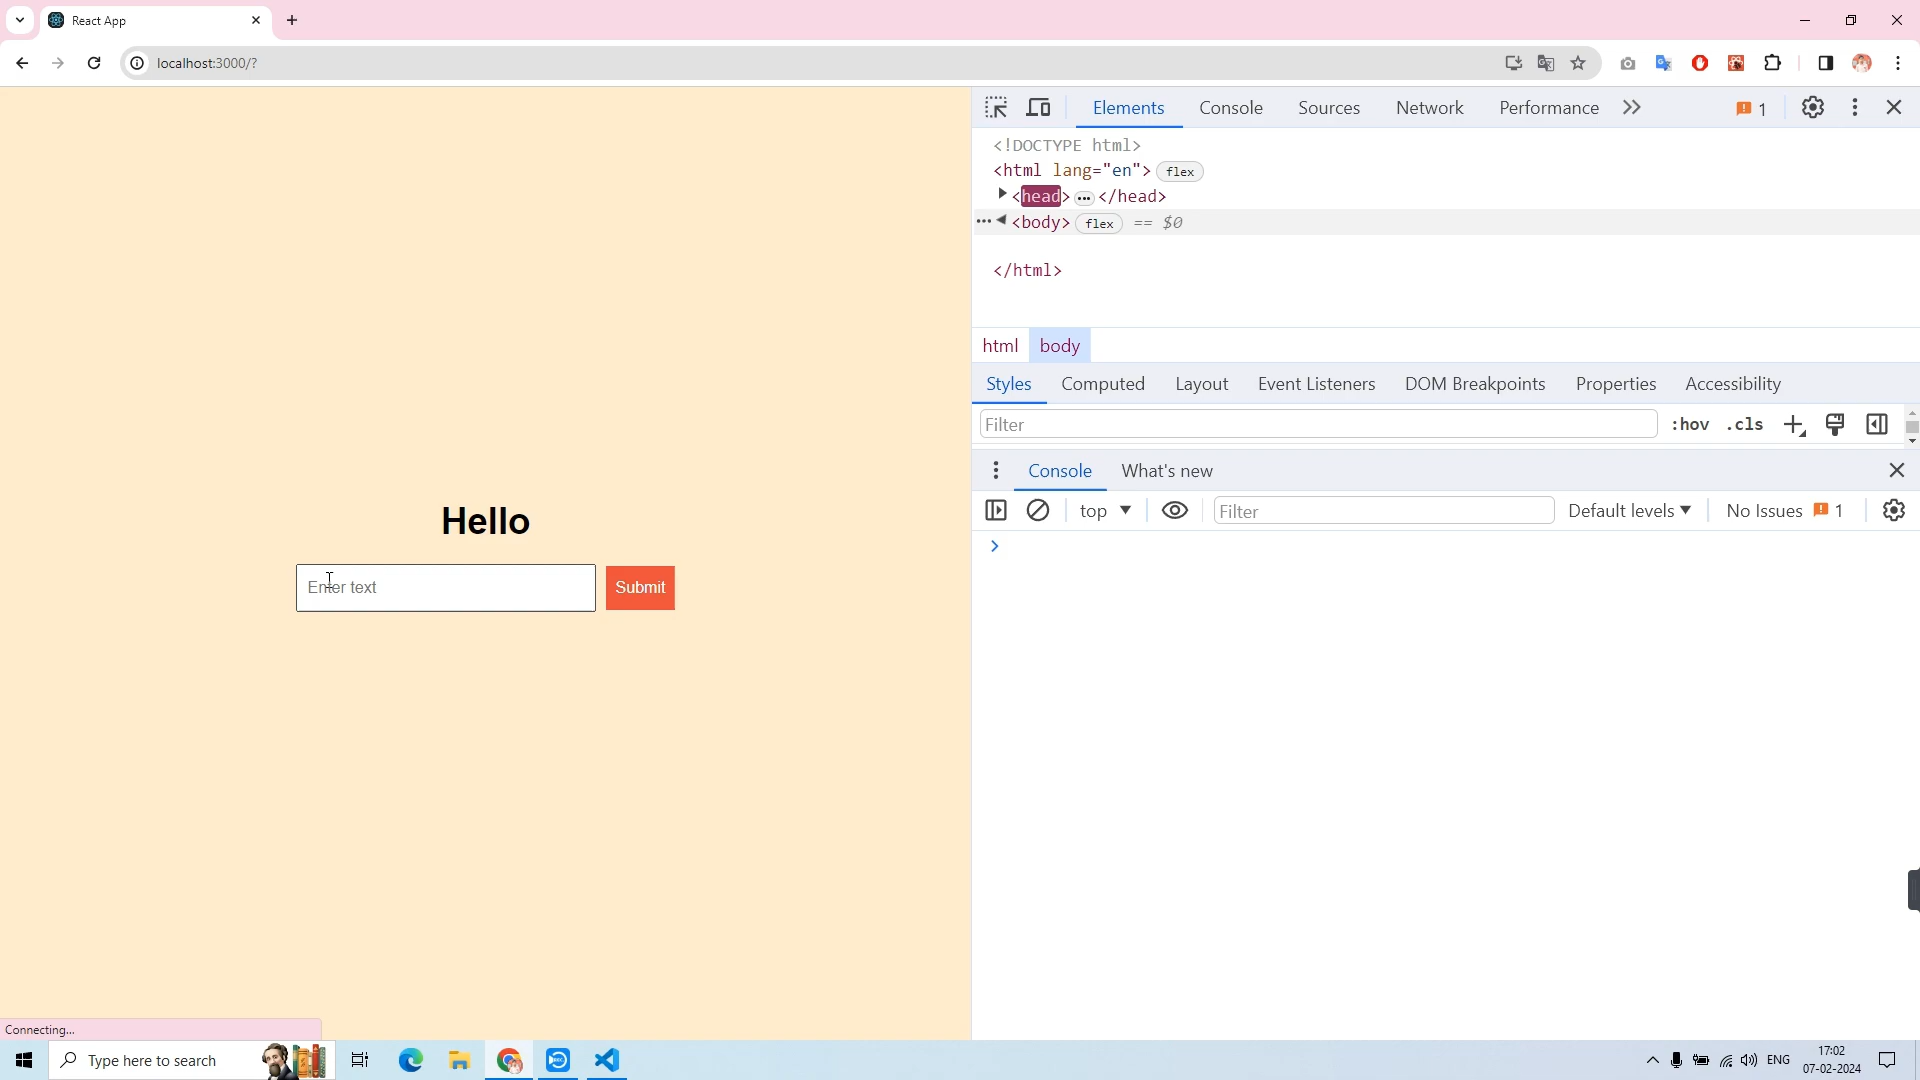 React App
localhost:3000/?
Elements
Console
Sources
Network
Performance
1
<!DOCTYPE html>
<html lang="en"> flex
<head> ••• </head>
••• <body> flex == $0
</html>
html body
Styles
Computed
Layout
Event Listeners
DOM Breakpoints
Properties
Accessibility
Filter
:hov .cls
Console
What's new
top
Filter
Default levels
No Issues
1
Hello
Enter text
Submit
Connecting...
Type here to search
ENG
17:02
07-02-2024